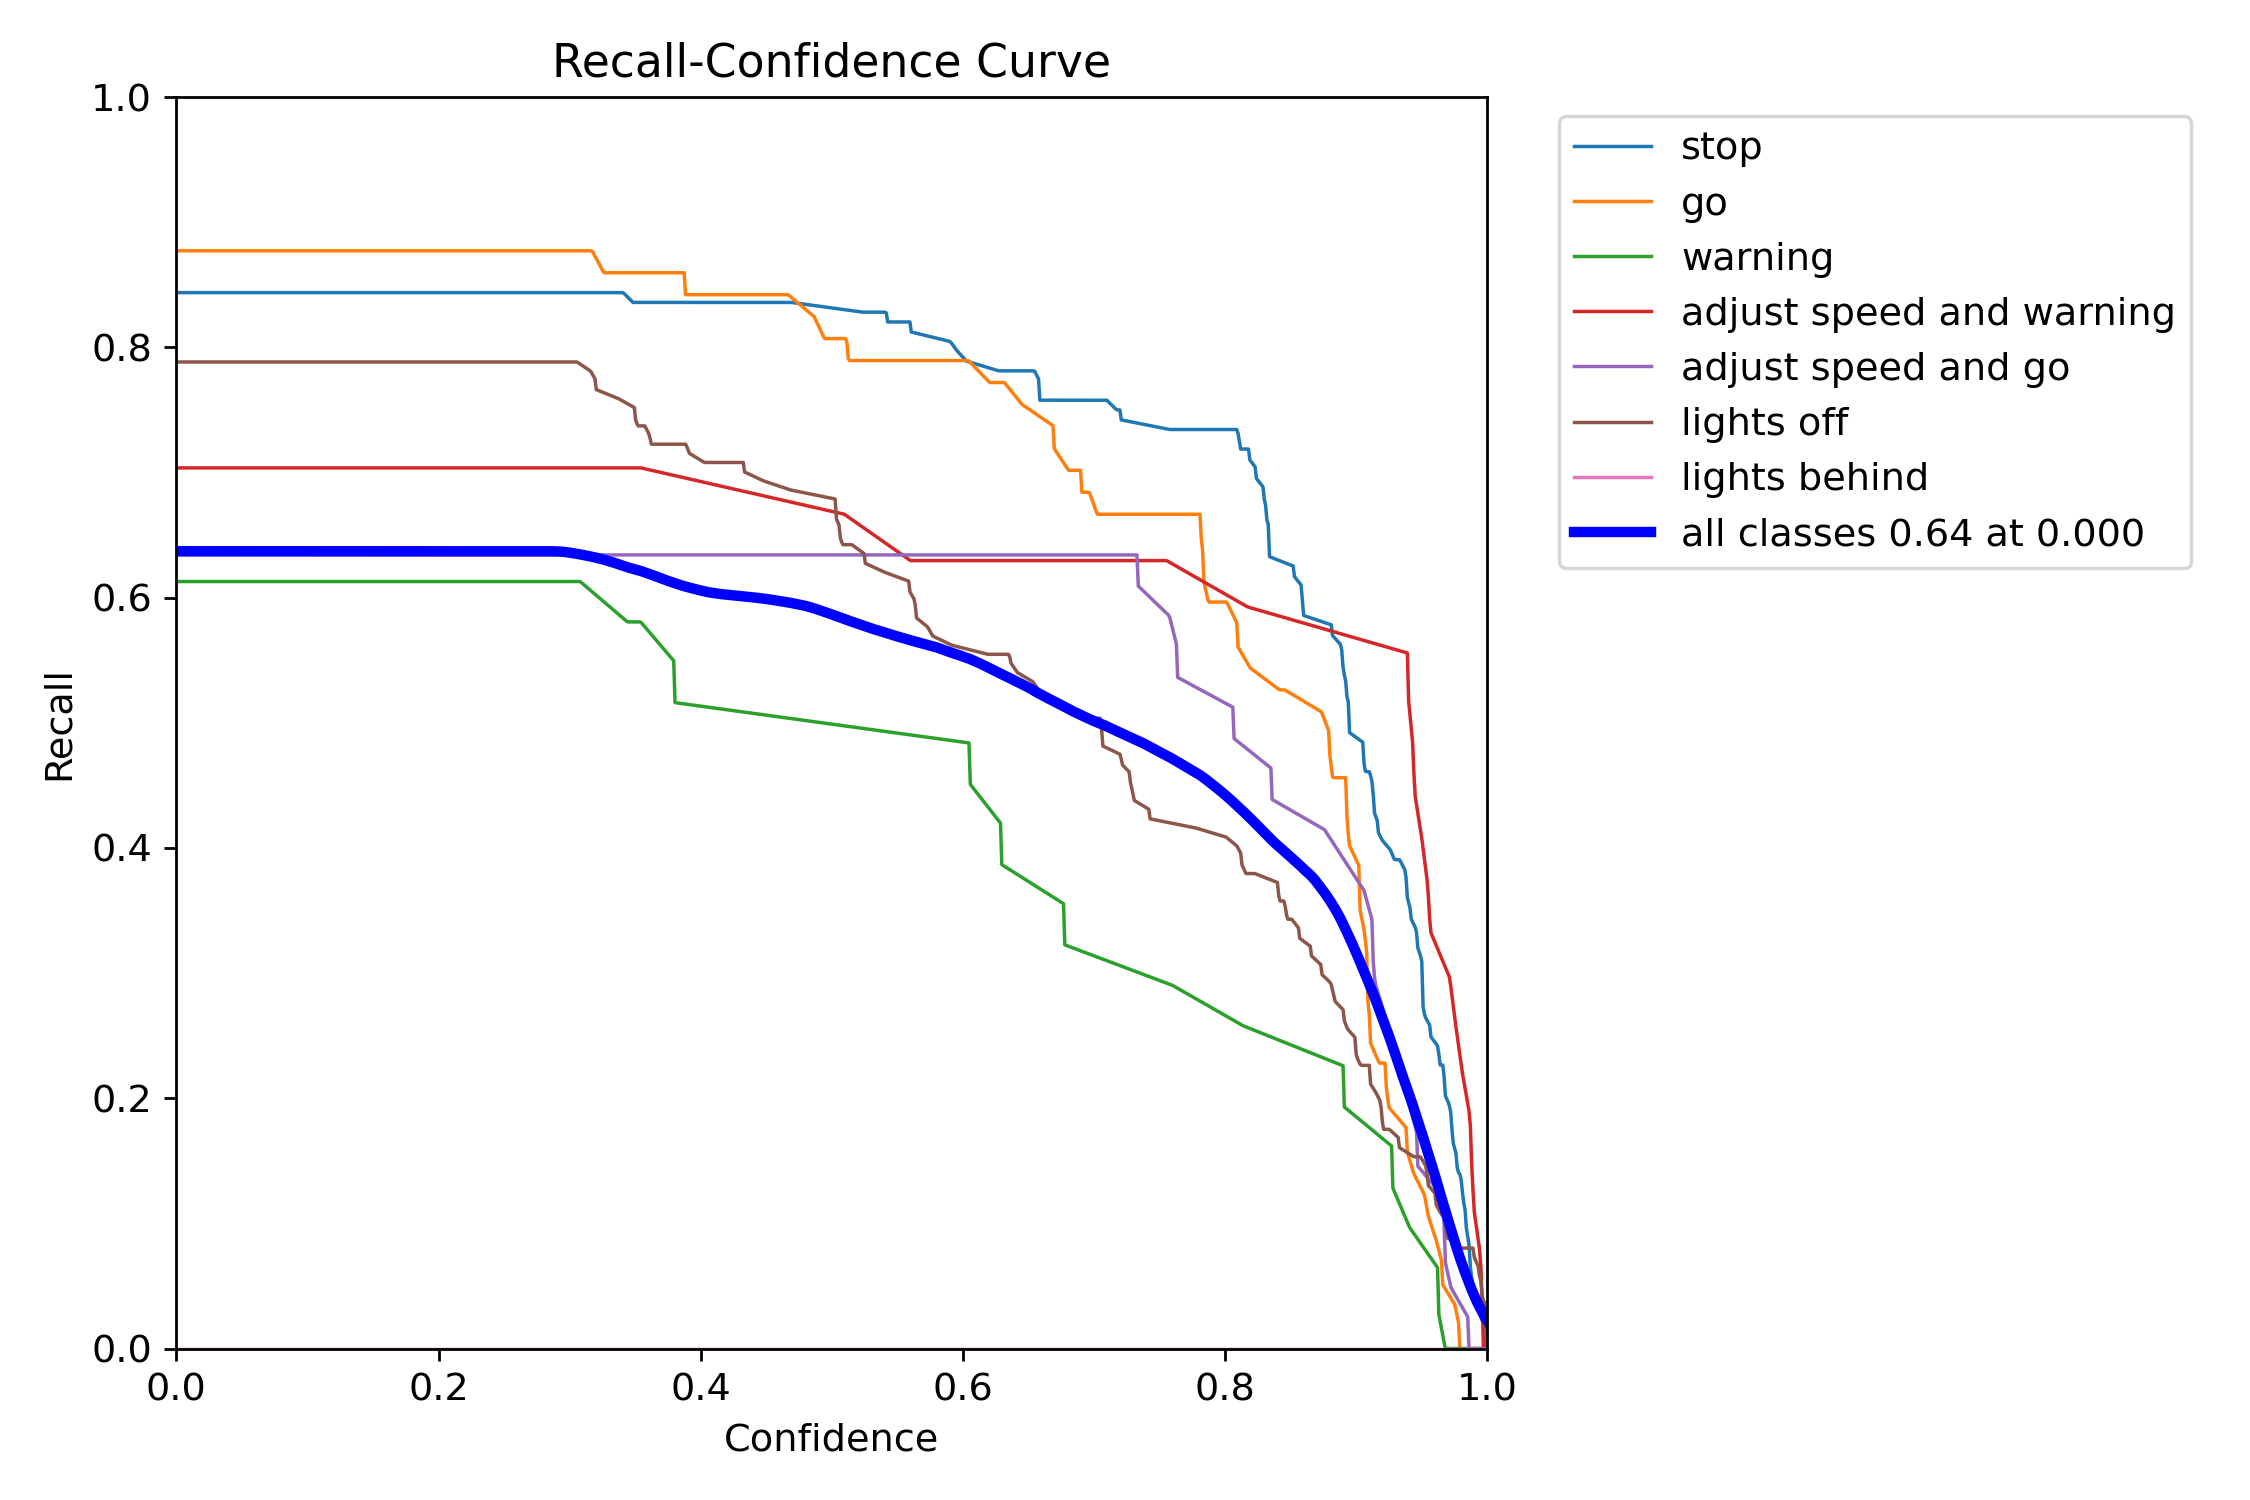 Recall-Confidence Curve
1.0
0.8
0.6
0.4
0.2
0.0
Recall
0.0 0.2 0.4 0.6 0.8 1.0
Confidence
stop
go
warning
adjust speed and warning
adjust speed and go
lights off
lights behind
all classes 0.64 at 0.000